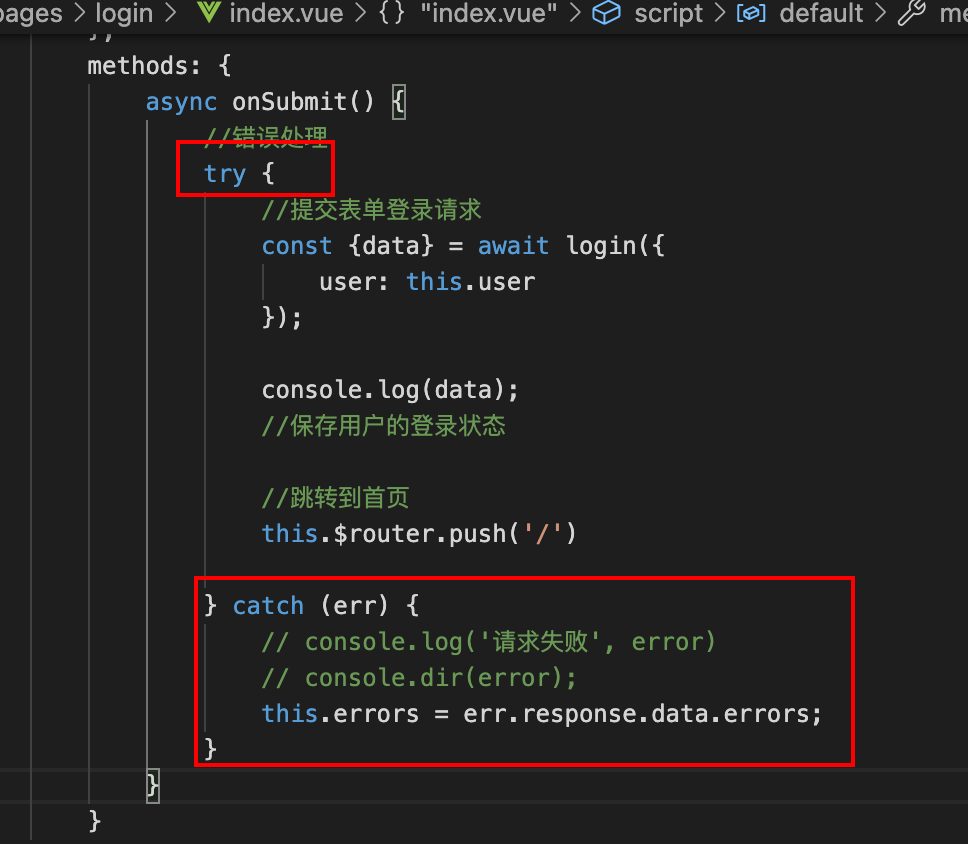 pages > login > index.vue > {} "index.vue" > script > default > me
},
methods: {
async onSubmit() {
//错误处理
try {
//提交表单登录请求
const {data} = await login({
user: this.user
});
console.log(data);
//保存用户的登录状态
//跳转到首页
this.$router.push('/')
} catch (err) {
// console.log('请求失败', error)
// console.dir(error);
this.errors = err.response.data.errors;
}
}
}